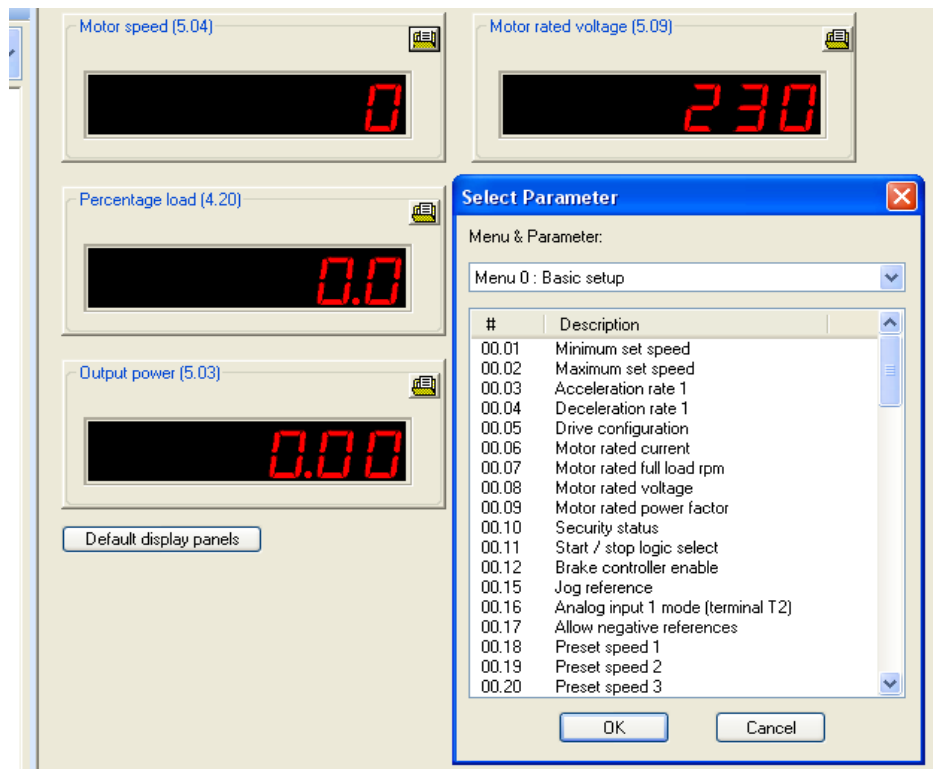 Motor speed (5.04)
0
Motor rated voltage (5.09)
230
Percentage load (4.20)
0.0
Output power (5.03)
0.00
Default display panels
Select Parameter
Menu & Parameter:
Menu 0 : Basic setup
# Description
00.01 Minimum set speed
00.02 Maximum set speed
00.03 Acceleration rate 1
00.04 Deceleration rate 1
00.05 Drive configuration
00.06 Motor rated current
00.07 Motor rated full load rpm
00.08 Motor rated voltage
00.09 Motor rated power factor
00.10 Security status
00.11 Start / stop logic select
00.12 Brake controller enable
00.15 Jog reference
00.16 Analog input 1 mode (terminal T2)
00.17 Allow negative references
00.18 Preset speed 1
00.19 Preset speed 2
00.20 Preset speed 3
OK Cancel